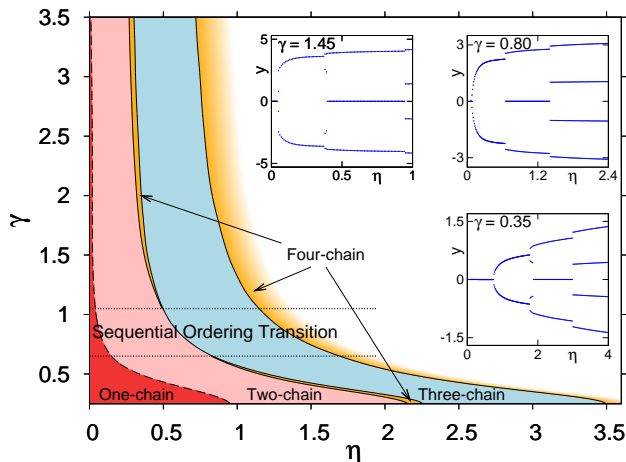 3.5
3
2.5
2
1.5
1
0.5
γ
0
0.5
1
1.5
2
2.5
3
3.5
η
γ = 1.45
5
0
-5
y
0
0.5
1
η
γ = 0.80
3
0
-3
y
0
1.2
2.4
η
γ = 0.35
1.5
0
-1.5
y
0
2
4
η
Four-chain
Sequential Ordering Transition
One-chain
Two-chain
Three-chain